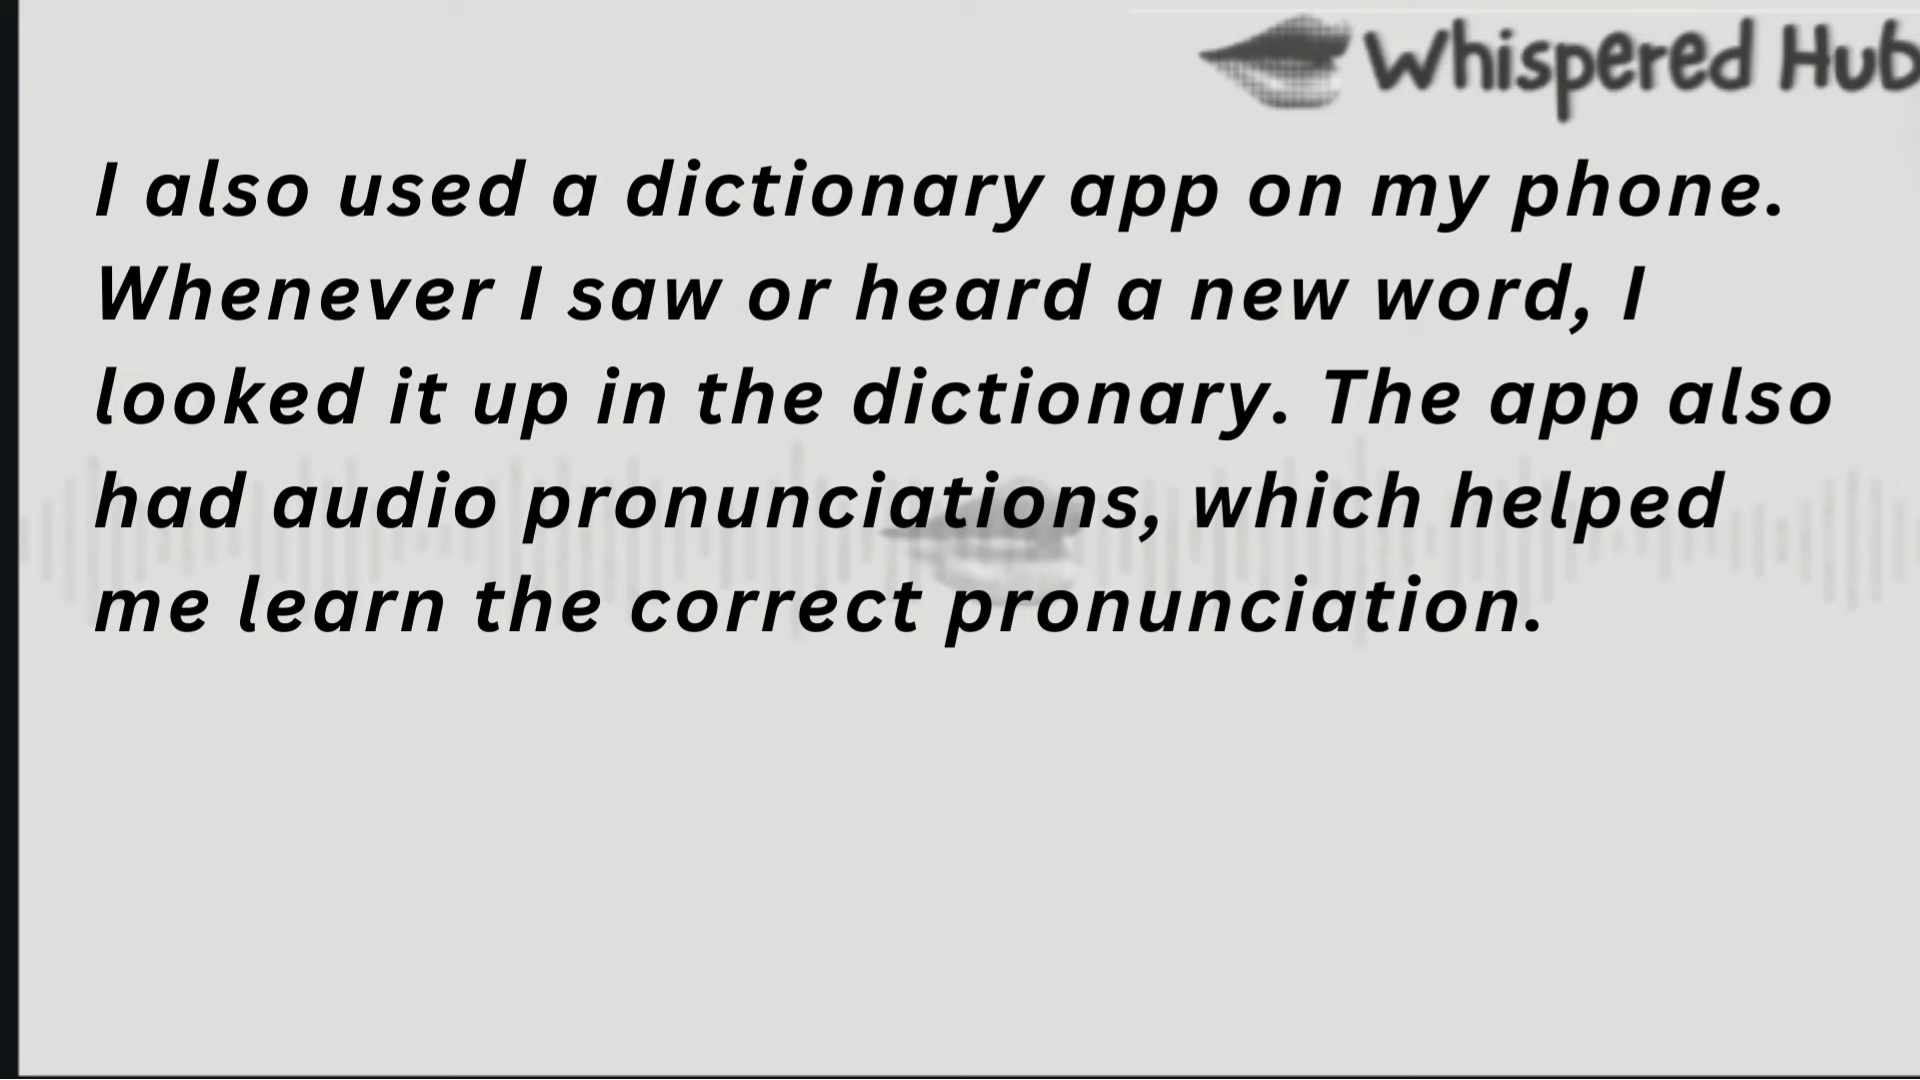 Whispered Hub
I also used a dictionary app on my phone.
Whenever I saw or heard a new word, I
looked it up in the dictionary. The app also
had audio pronunciations, which helped
me learn the correct pronunciation.